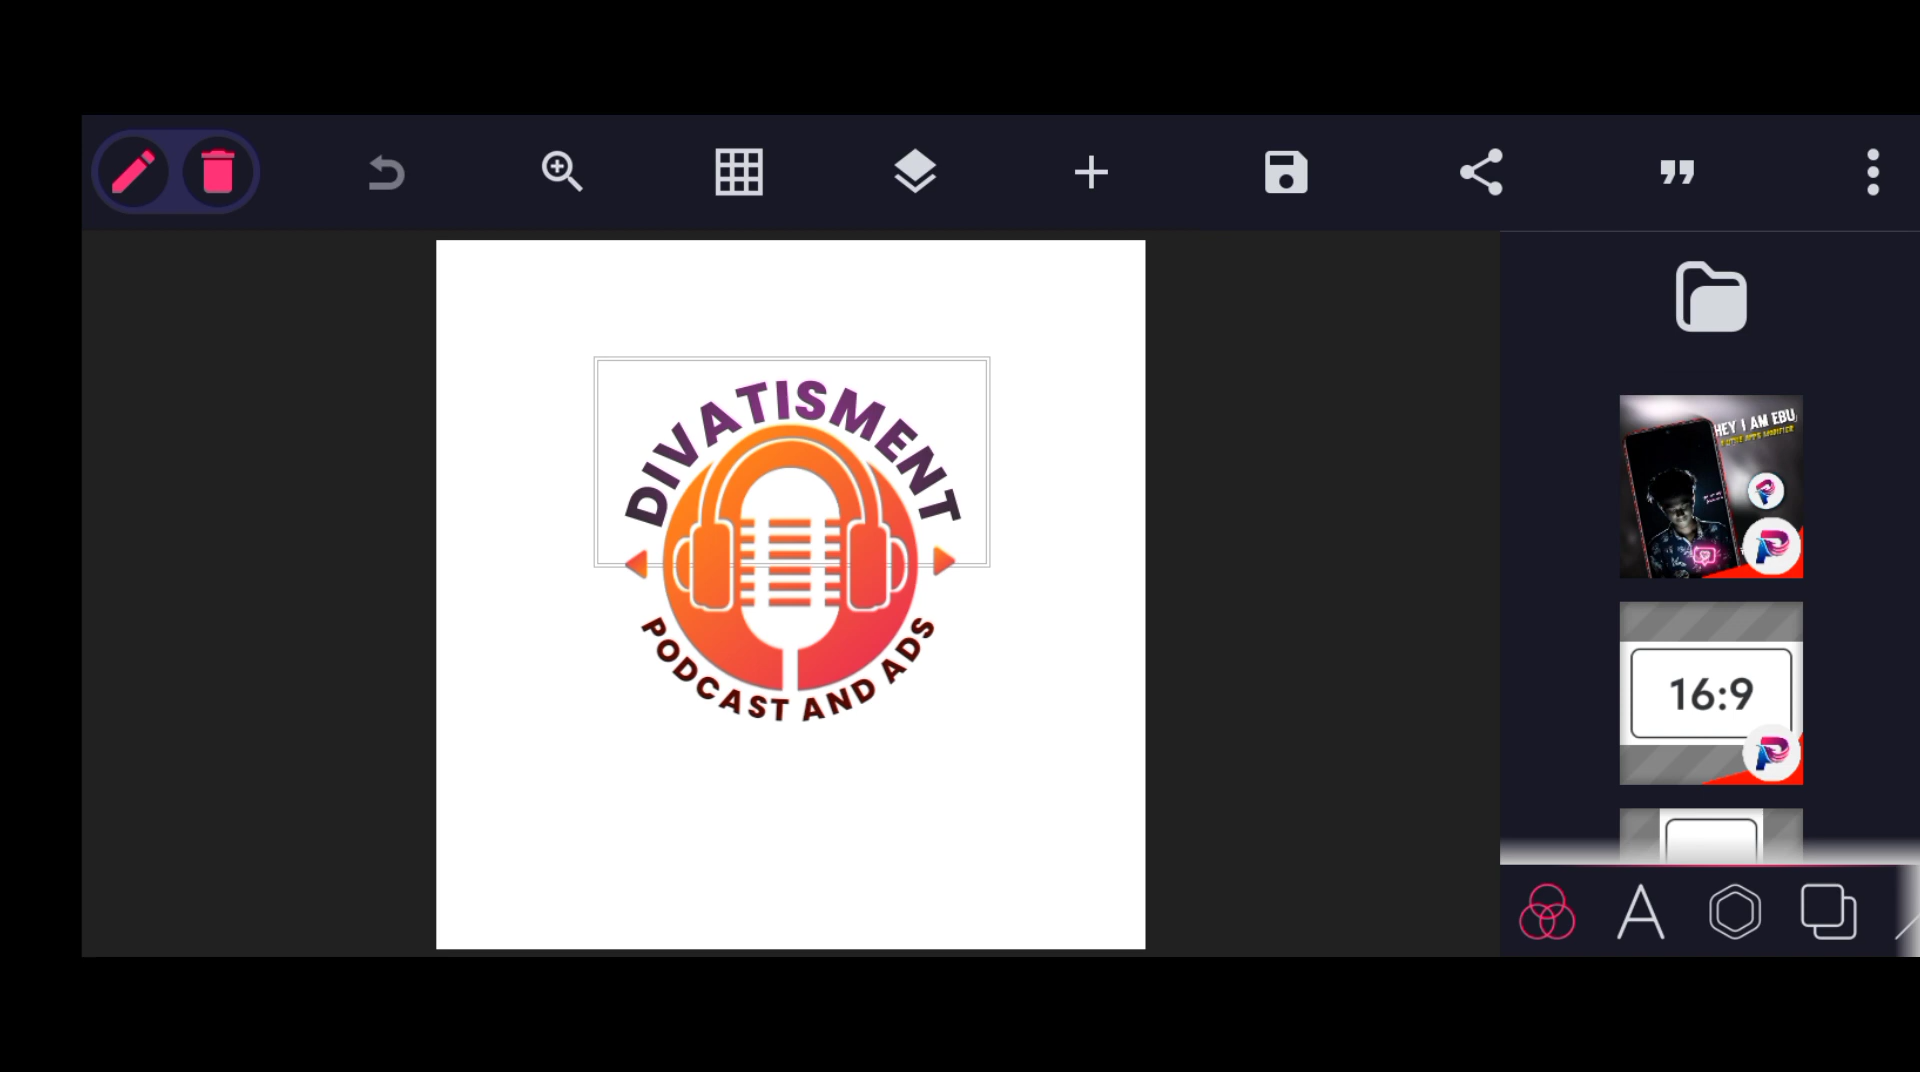 DIVATISMENT
PODCAST AND ADS
HEY I AM EBU
16:9